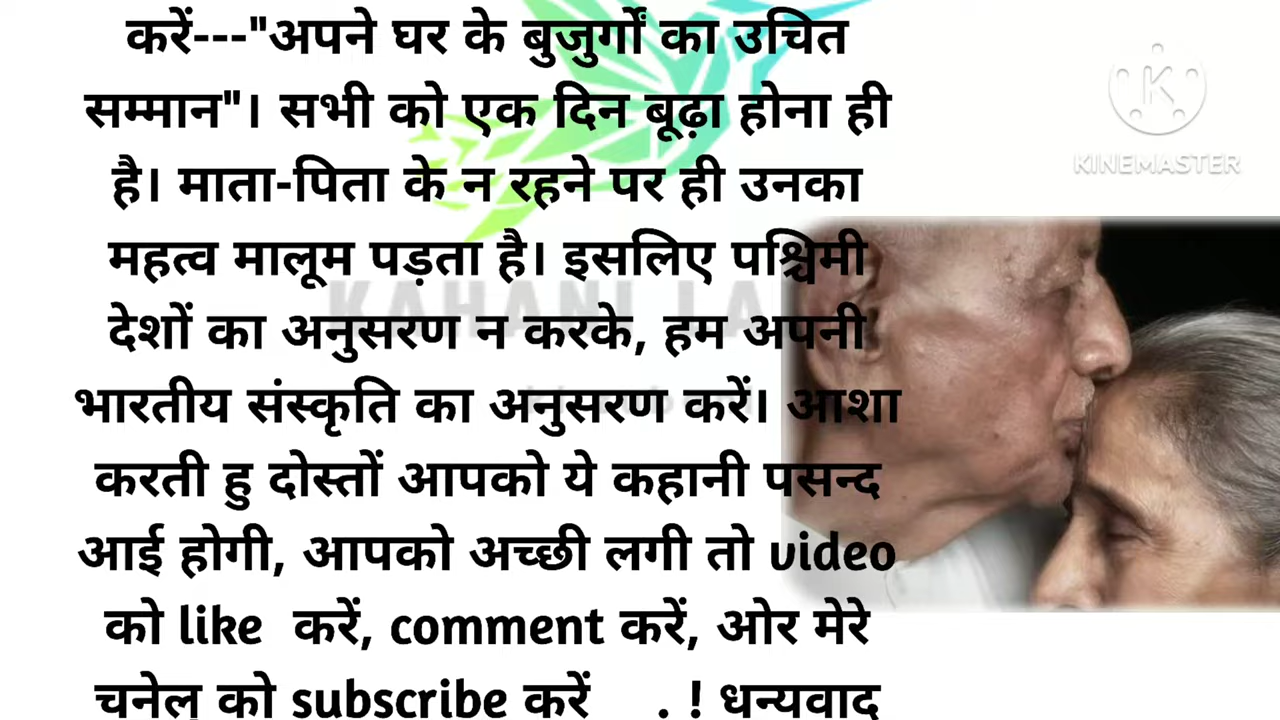 करें---"अपने घर के बुजुर्गों का उचित
सम्मान"। सभी को एक दिन बूढ़ा होना ही
है। माता-पिता के न रहने पर ही उनका
महत्व मालूम पड़ता है। इसलिए पश्चिमी
देशों का अनुसरण न करके, हम अपनी
भारतीय संस्कृति का अनुसरण करें। आशा
करती हु दोस्तों आपको ये कहानी पसन्द
आई होगी, आपको अच्छी लगी तो video
को like करें, comment करें, ओर मेरे
चनेल को subscribe करें . ! धन्यवाद
K
KINEMASTER
KAHANI LA